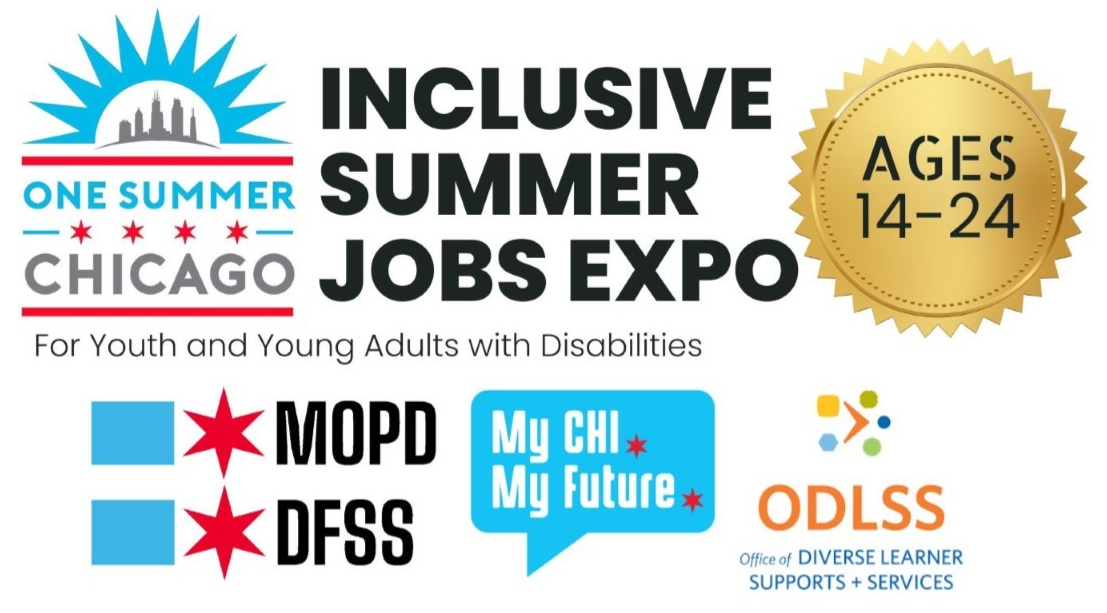 ONE SUMMER
CHICAGO
INCLUSIVE
SUMMER
JOBS EXPO
AGES
14-24
For Youth and Young Adults with Disabilities
MOPD
DFSS
My CHI
My Future
ODLSS
Office of DIVERSE LEARNER
SUPPORTS + SERVICES